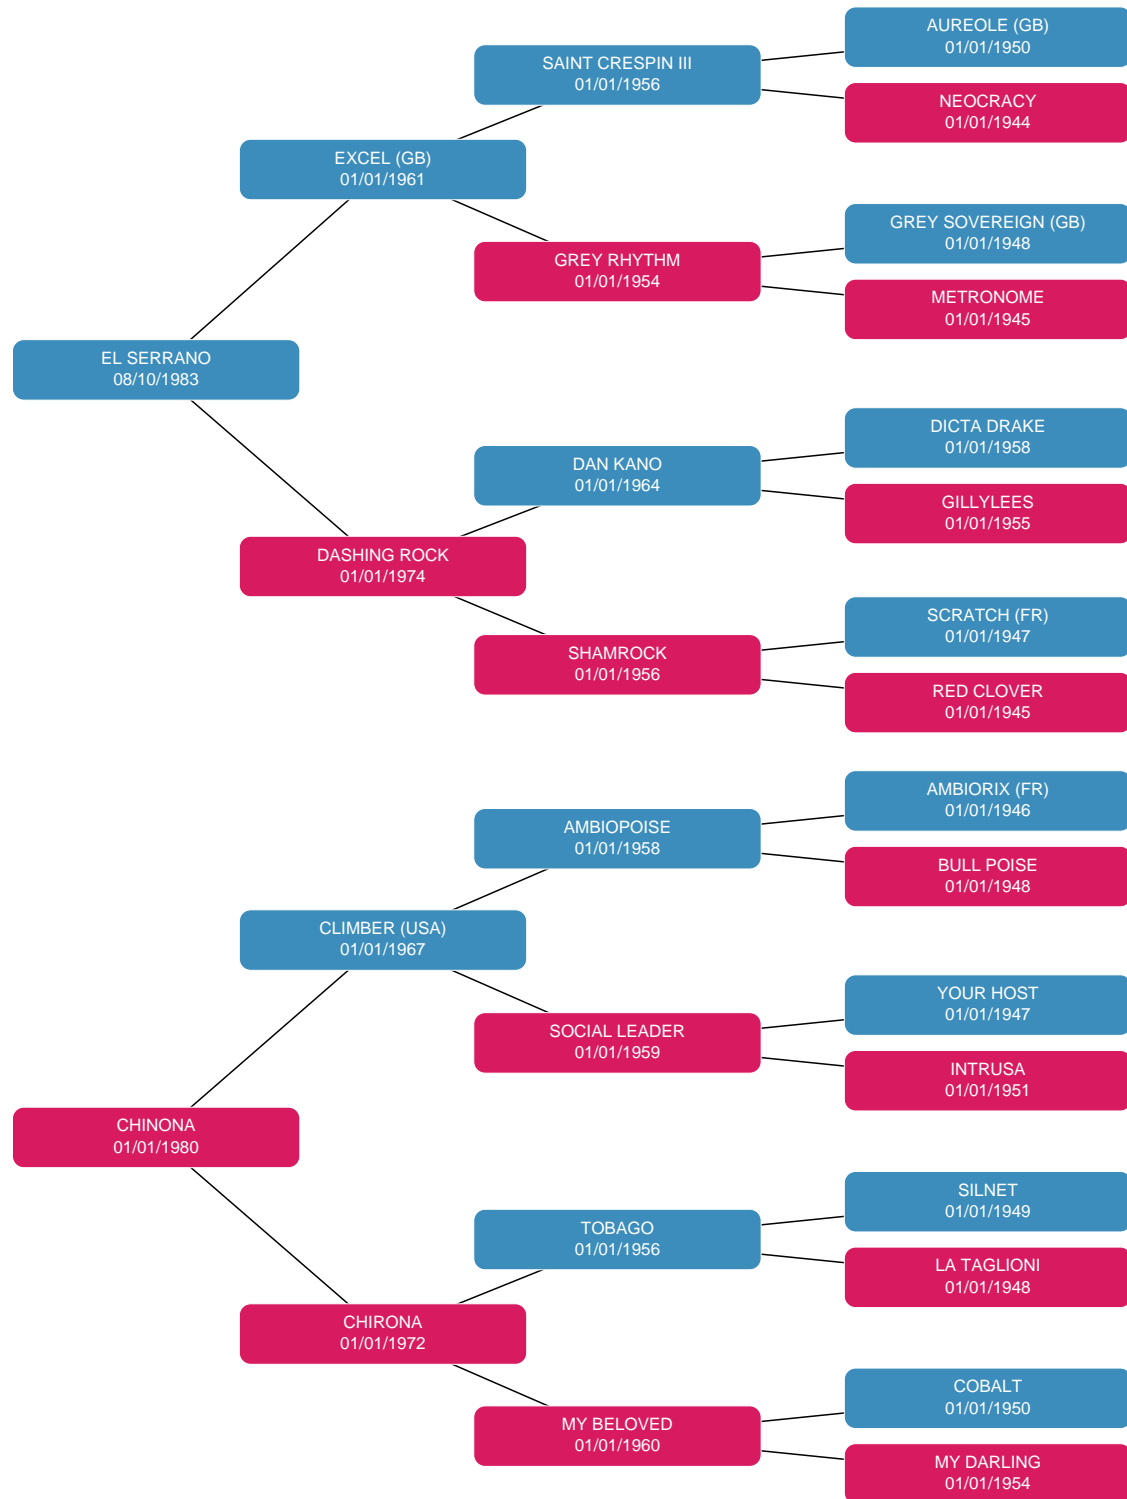 AUREOLE (GB)
01/01/1950
SAINT CRESPIN III
01/01/1956
NEOCRACY
01/01/1944
EXCEL (GB)
01/01/1961
GREY SOVEREIGN (GB)
01/01/1948
GREY RHYTHM
01/01/1954
METRONOME
01/01/1945
EL SERRANO
08/10/1983
DICTA DRAKE
01/01/1958
DAN KANO
01/01/1964
GILLYLEES
01/01/1955
DASHING ROCK
01/01/1974
SCRATCH (FR)
01/01/1947
SHAMROCK
01/01/1956
RED CLOVER
01/01/1945
AMBIORIX (FR)
01/01/1946
AMBIOPOISE
01/01/1958
BULL POISE
01/01/1948
CLIMBER (USA)
01/01/1967
YOUR HOST
01/01/1947
SOCIAL LEADER
01/01/1959
INTRUSA
01/01/1951
CHINONA
01/01/1980
SILNET
01/01/1949
TOBAGO
01/01/1956
LA TAGLIONI
01/01/1948
CHIRONA
01/01/1972
COBALT
01/01/1950
MY BELOVED
01/01/1960
MY DARLING
01/01/1954